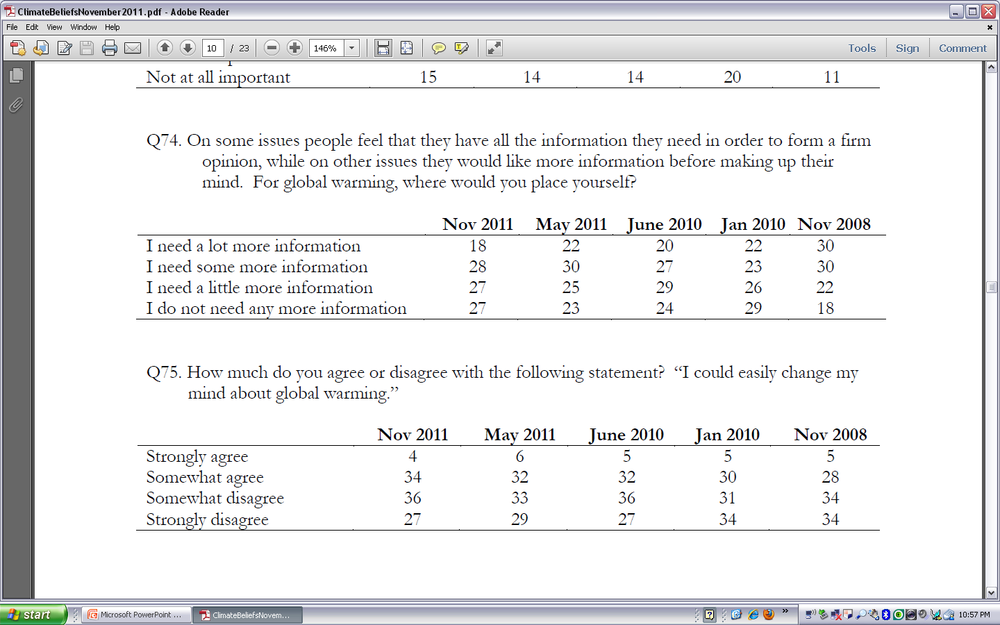 ClimateBeliefsNovember2011.pdf - Adobe Reader
File Edit View Window Help
10 / 23 146% Tools Sign Comment
Not at all important 15 14 14 20 11
Q74. On some issues people feel that they have all the information they need in order to form a firm
opinion, while on other issues they would like more information before making up their
mind. For global warming, where would you place yourself?
Nov 2011 May 2011 June 2010 Jan 2010 Nov 2008
I need a lot more information 18 22 20 22 30
I need some more information 28 30 27 23 30
I need a little more information 27 25 29 26 22
I do not need any more information 27 23 24 29 18
Q75. How much do you agree or disagree with the following statement? “I could easily change my
mind about global warming.”
Nov 2011 May 2011 June 2010 Jan 2010 Nov 2008
Strongly agree 4 6 5 5 5
Somewhat agree 34 32 32 30 28
Somewhat disagree 36 33 36 31 34
Strongly disagree 27 29 27 34 34
start Microsoft PowerPoint ... ClimateBeliefsNovem... 10:57 PM